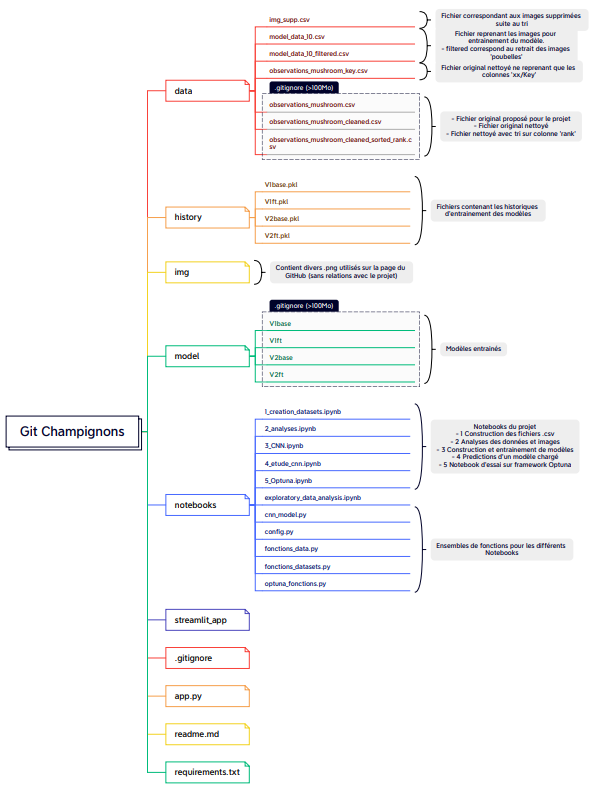 Git Champignons
data
img_supp.csv
Fichier correspondant aux images supprimées
suite au tri
model_data_10.csv
model_data_10_filtered.csv
Fichier reprenant les images pour
entrainement du modèle.
- filtered correspond au retrait des images
'poubelles'
observations_mushroom_key.csv
Fichier original nettoyé ne reprenant que les
colonnes 'xx/Key'
.gitignore (>100Mo)
observations_mushroom.csv
observations_mushroom_cleaned.csv
observations_mushroom_cleaned_sorted_rank.c
sv
- Fichier original proposé pour le projet
- Fichier original nettoyé
- Fichier nettoyé avec tri sur colonne 'rank'
history
V1base.pkl
V1ft.pkl
V2base.pkl
V2ft.pkl
Fichiers contenant les historiques
d'entrainement des modèles
img
Contient divers .png utilisés sur la page du
GitHub (sans relations avec le projet)
model
.gitignore (>100Mo)
V1base
V1ft
V2base
V2ft
Modèles entrainés
notebooks
1_creation_datasets.ipynb
2_analyses.ipynb
3_CNN.ipynb
4_etude_cnn.ipynb
5_Optuna.ipynb
Notebooks du projet
- 1 Construction des fichiers .csv
- 2 Analyses des données et images
- 3 Construction et entrainement de modèles
- 4 Predictions d'un modèle chargé
- 5 Notebook d'essai sur framework Optuna
exploratory_data_analysis.ipynb
cnn_model.py
config.py
fonctions_data.py
fonctions_datasets.py
optuna_fonctions.py
Ensembles de fonctions pour les différents
Notebooks
streamlit_app
.gitignore
app.py
readme.md
requirements.txt